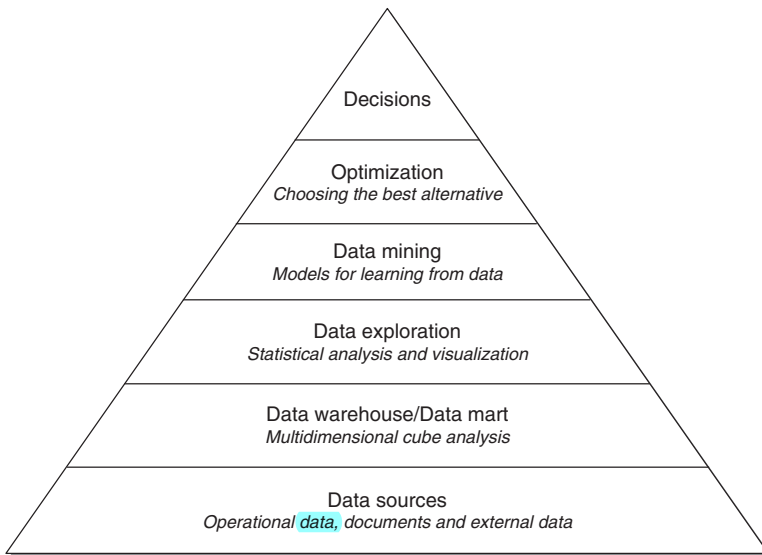 Decisions
Optimization
Choosing the best alternative
Data mining
Models for learning from data
Data exploration
Statistical analysis and visualization
Data warehouse/Data mart
Multidimensional cube analysis
Data sources
Operational data, documents and external data